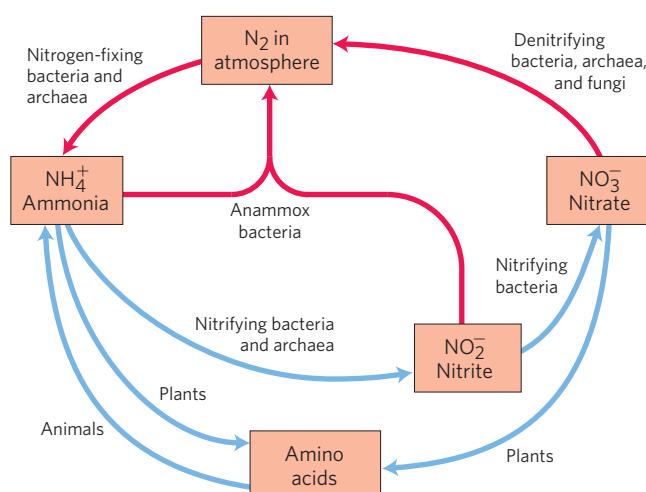 N₂ in
atmosphere
Nitrogen-fixing
bacteria and
archaea
Denitrifying
bacteria, archaea,
and fungi
NH₄⁺
Ammonia
NO₃⁻
Nitrate
Anammox
bacteria
Nitrifying
bacteria
Nitrifying bacteria
and archaea
NO₂⁻
Nitrite
Plants
Animals
Amino
acids
Plants